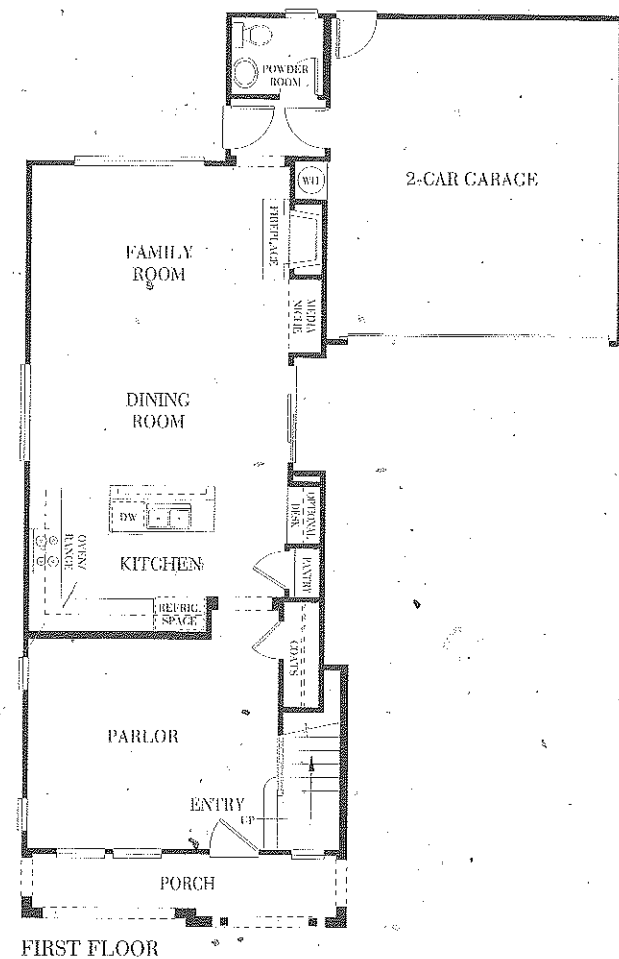 POWDER
ROOM
2-CAR GARAGE
WH
FIREPLACE
FAMILY
ROOM
MEDIA
NICHE
DINING
ROOM
OPTIONAL
DESK
DW
OVEN/
RANGE
KITCHEN
PANTRY
REFRIG.
SPACE
COATS
PARLOR
ENTRY
UP
PORCH
FIRST FLOOR